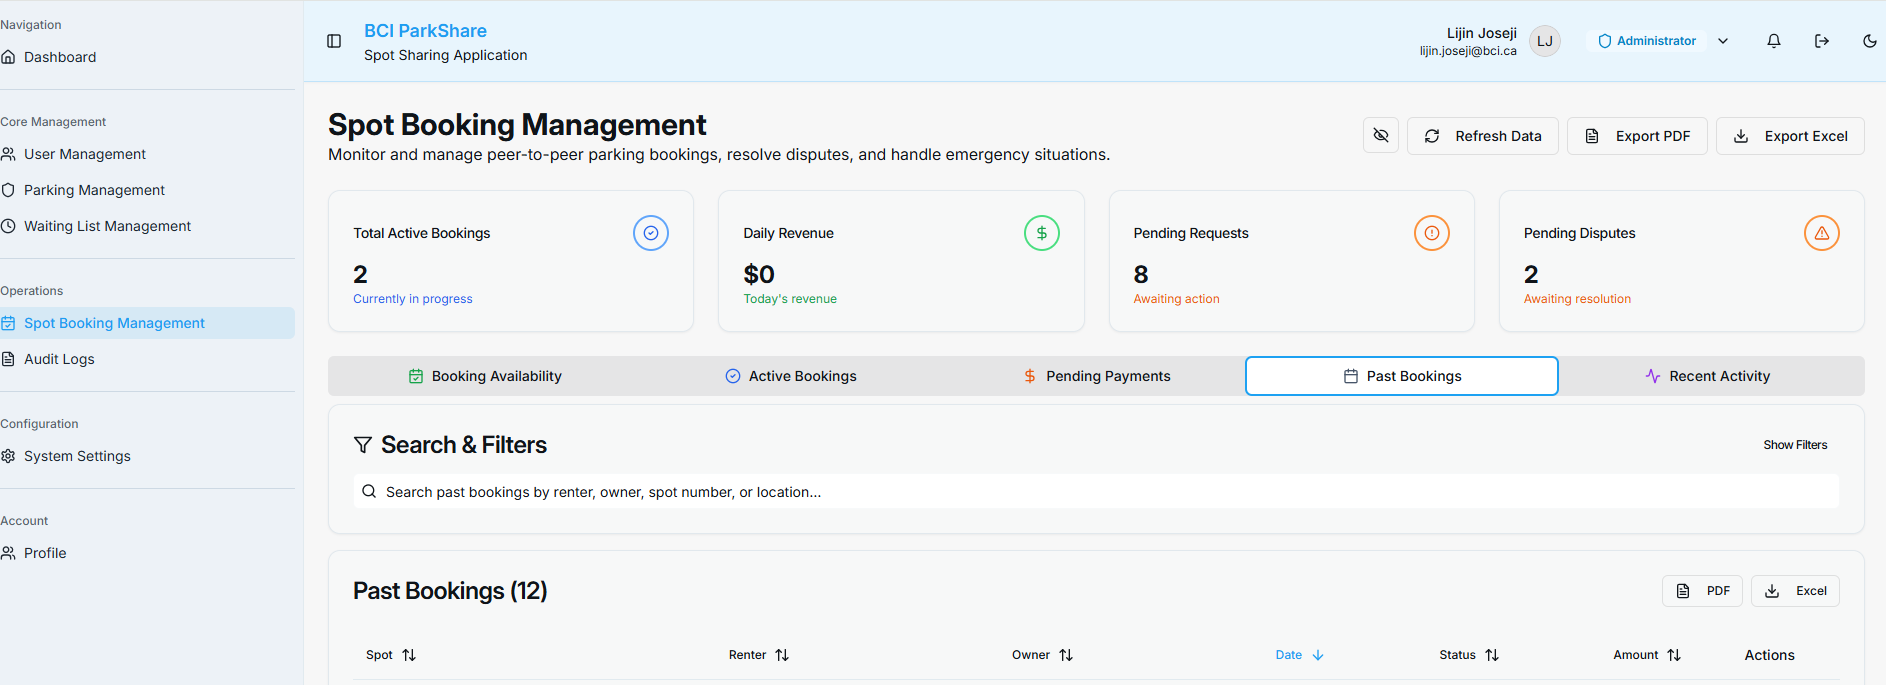 Navigation
Dashboard
Core Management
User Management
Parking Management
Waiting List Management
Operations
Spot Booking Management
Audit Logs
Configuration
System Settings
Account
Profile
BCI ParkShare
Spot Sharing Application
Lijin Joseji
lijin.joseji@bci.ca
LJ
Administrator
Spot Booking Management
Monitor and manage peer-to-peer parking bookings, resolve disputes, and handle emergency situations.
Refresh Data
Export PDF
Export Excel
Total Active Bookings
2
Currently in progress
Daily Revenue
$0
Today's revenue
Pending Requests
8
Awaiting action
Pending Disputes
2
Awaiting resolution
Booking Availability
Active Bookings
Pending Payments
Past Bookings
Recent Activity
Search & Filters
Show Filters
Search past bookings by renter, owner, spot number, or location...
Past Bookings (12)
PDF
Excel
Spot
Renter
Owner
Date
Status
Amount
Actions